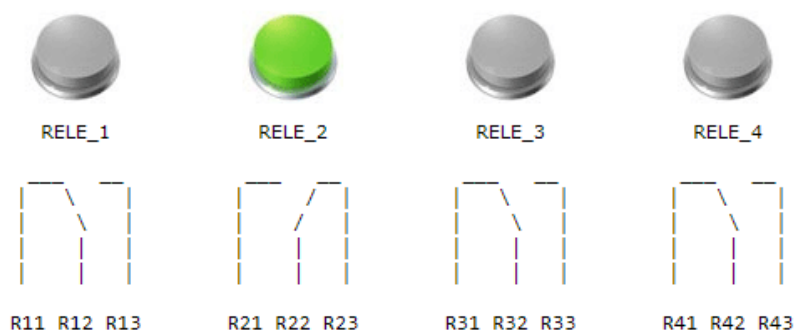 RELE_1 RELE_2 RELE_3 RELE_4
R11 R12 R13 R21 R22 R23 R31 R32 R33 R41 R42 R43